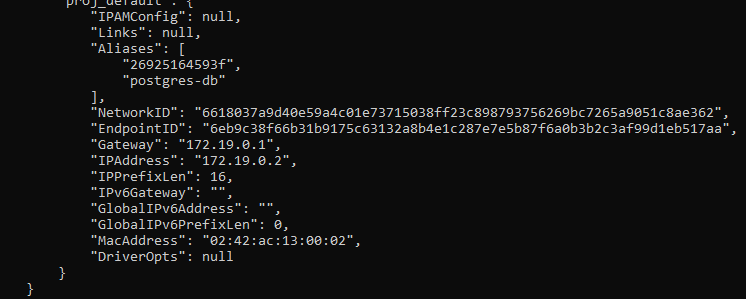 "proj_default": {
"IPAMConfig": null,
"Links": null,
"Aliases": [
"26925164593f",
"postgres-db"
],
"NetworkID": "6618037a9d40e59a4c01e73715038ff23c898793756269bc7265a9051c8ae362",
"EndpointID": "6eb9c38f66b31b9175c63132a8b4e1c287e7e5b87f6a0b3b2c3af99d1eb517aa",
"Gateway": "172.19.0.1",
"IPAddress": "172.19.0.2",
"IPPrefixLen": 16,
"IPv6Gateway": "",
"GlobalIPv6Address": "",
"GlobalIPv6PrefixLen": 0,
"MacAddress": "02:42:ac:13:00:02",
"DriverOpts": null
}
}